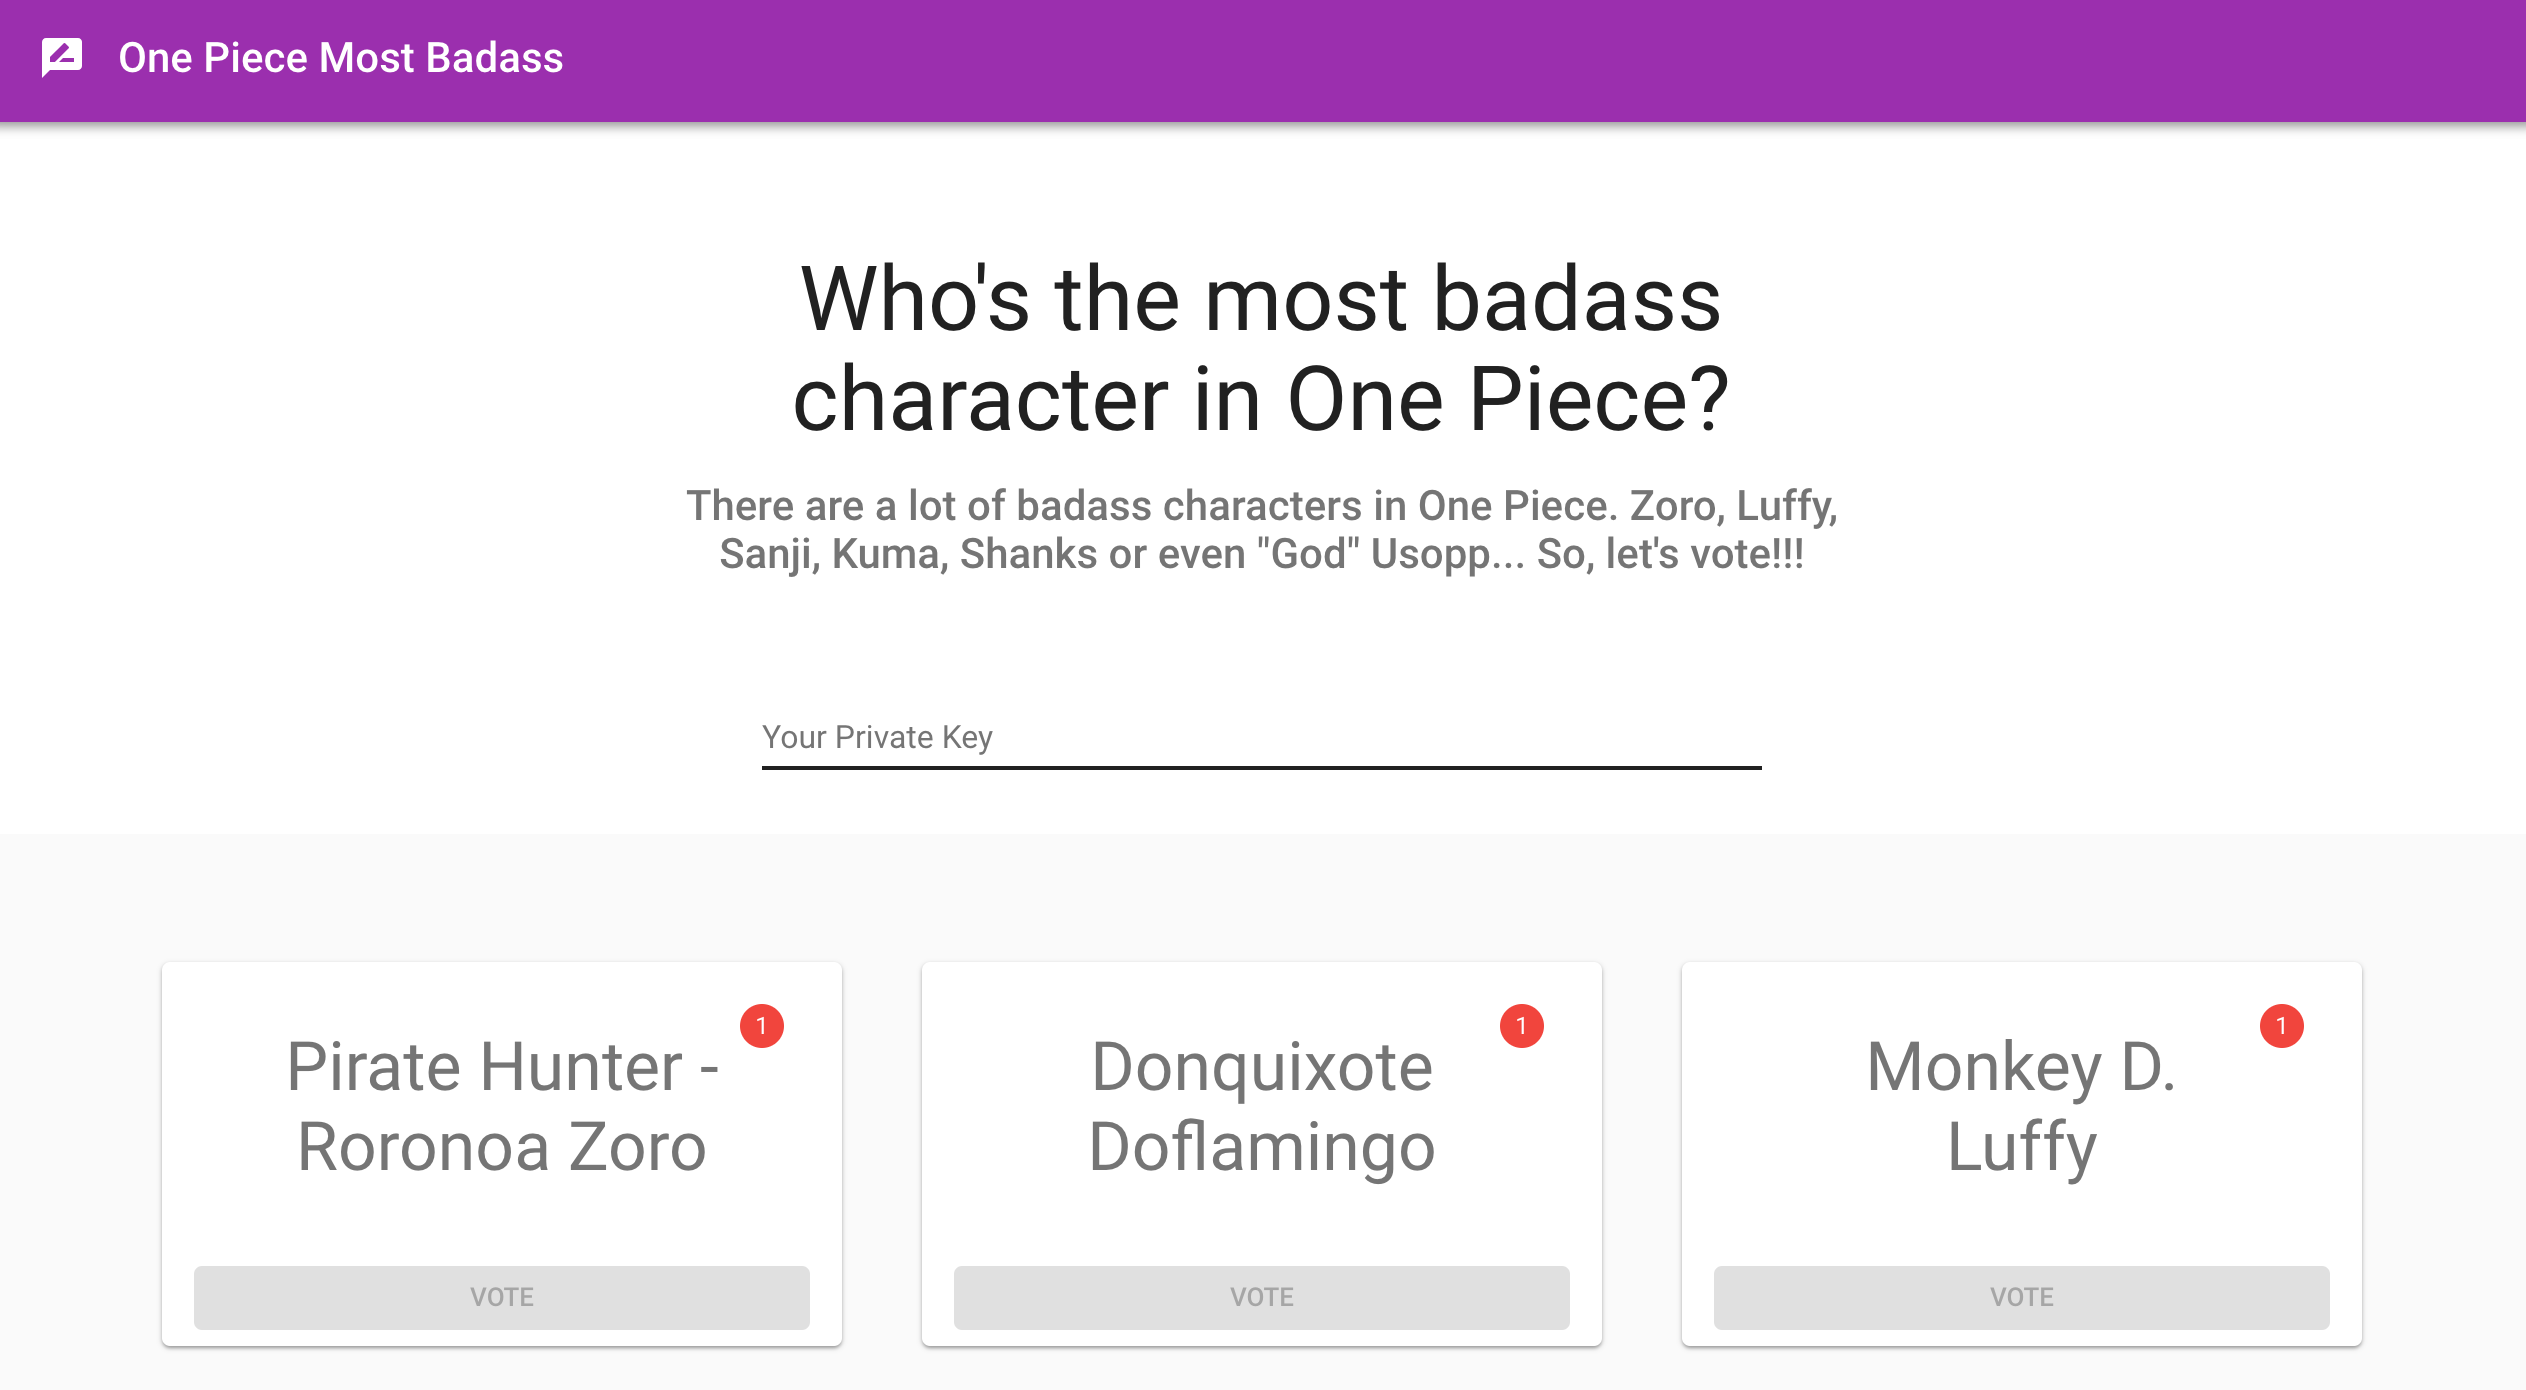 One Piece Most Badass
Who's the most badass
character in One Piece?
There are a lot of badass characters in One Piece. Zoro, Luffy,
Sanji, Kuma, Shanks or even "God" Usopp... So, let's vote!!!
Your Private Key
1
Pirate Hunter -
Roronoa Zoro
VOTE
1
Donquixote
Doflamingo
VOTE
1
Monkey D.
Luffy
VOTE